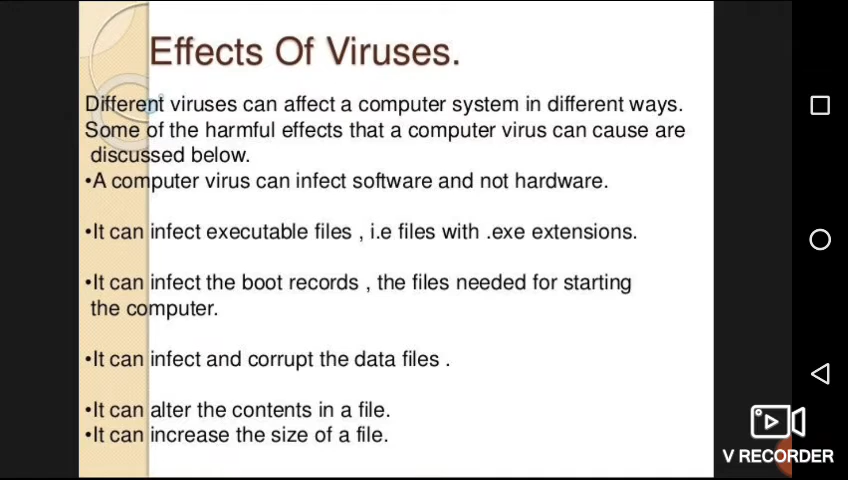 Effects Of Viruses.
Different viruses can affect a computer system in different ways.
Some of the harmful effects that a computer virus can cause are
discussed below.
•A computer virus can infect software and not hardware.
•It can infect executable files , i.e files with .exe extensions.
•It can infect the boot records , the files needed for starting
the computer.
•It can infect and corrupt the data files .
•It can alter the contents in a file.
•It can increase the size of a file.
V RECORDER